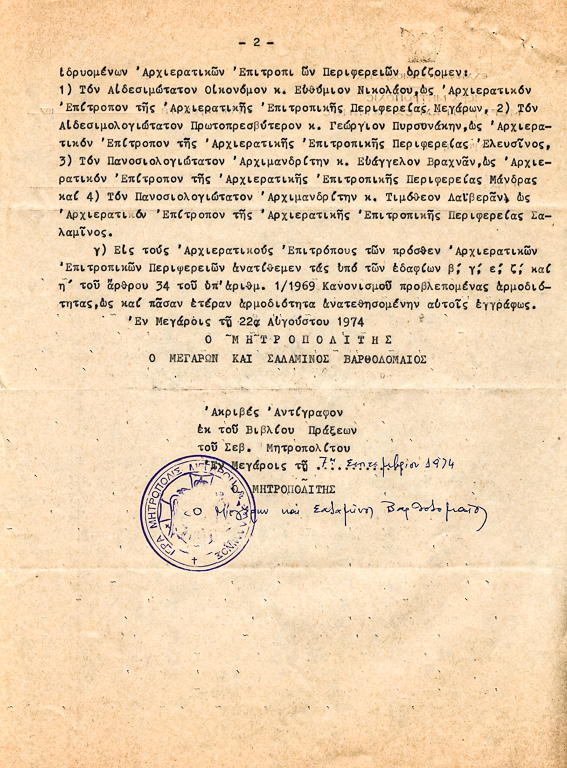 - 2 -
ἱδρυομένων Ἀρχιερατικῶν Ἐπιτροπι ῶν Περιφερειῶν ὁρίζομεν:
1) Τόν Αἰδεσιμώτατον Οἰκονόμον κ. Εὐθύμιον Νικολάου,ὡς Ἀρχιερατικόν
Ἐπίτροπον τῆς Ἀρχιερατικῆς Ἐπιτροπικῆς Περιφερείας Μεγάρων, 2) Τόν
Αἰδεσιμολογιώτατον Πρωτοπρεσβύτερον κ. Γεώργιον Πυρσυνάκην,ὡς Ἀρχιερα-
τικόν Ἐπίτροπον τῆς Ἀρχιερατικῆς Ἐπιτροπικῆς Περιφερείας Ἐλευσῖνος,
3) Τόν Πανοσιολογιώτατον Ἀρχιμανδρίτην κ. Εὐάγγελον Βραχνᾶν,ὡς Ἀρχιε-
ρατικόν Ἐπίτροπον τῆς Ἀρχιερατικῆς Ἐπιτροπικῆς Περιφερείας Μάνδρας
καί 4) Τόν Πανοσιολογιώτατον Ἀρχιμανδρίτην κ. Τιμόθεον Λαϊβερᾶν, ὡς
Ἀρχιερατικόν Ἐπίτροπον τῆς Ἀρχιερατικῆς Ἐπιτροπικῆς Περιφερείας Σα-
λαμῖνος.
γ) Εἰς τούς Ἀρχιερατικούς Ἐπιτρόπους τῶν πρόσθεν Ἀρχιερατικῶν
Ἐπιτροπικῶν Περιφερειῶν ἀνατίθεμεν τάς ὑπό τῶν ἐδαφίων β΄, γ΄, ε΄, ζ΄, καί
η΄ τοῦ ἄρθρου 34 τοῦ ὑπ'ἀριθμ. 1/1969 Κανονισμοῦ προβλεπομένας ἁρμοδιό-
τητας,ὡς καί πᾶσαν ἑτέραν ἁρμοδιότητα ἀνατεθησομένην αὐτοῖς ἐγγράφως.
Ἐν Μεγάροις τῇ 22ᾳ Αὐγούστου 1974
Ο Μ Η Τ Ρ Ο Π Ο Λ Ι Τ Η Σ
Ο ΜΕΓΑΡΩΝ ΚΑΙ ΣΑΛΑΜΙΝΟΣ ΒΑΡΘΟΛΟΜΑΙΟΣ
Ἀκριβές Ἀντίγραφον
ἐκ τοῦ Βιβλίου Πράξεων
τοῦ Σεβ. Μητροπολίτου
Ἐν Μεγάροις τῇ 7ῃ Σεπτεμβρίου 1974
Ο ΜΗΤΡΟΠΟΛΙΤΗΣ
Ὁ Μεγάρων καί Σαλαμῖνος Βαρθολομαῖος
ΙΕΡΑ ΜΗΤΡΟΠΟΛΙΣ